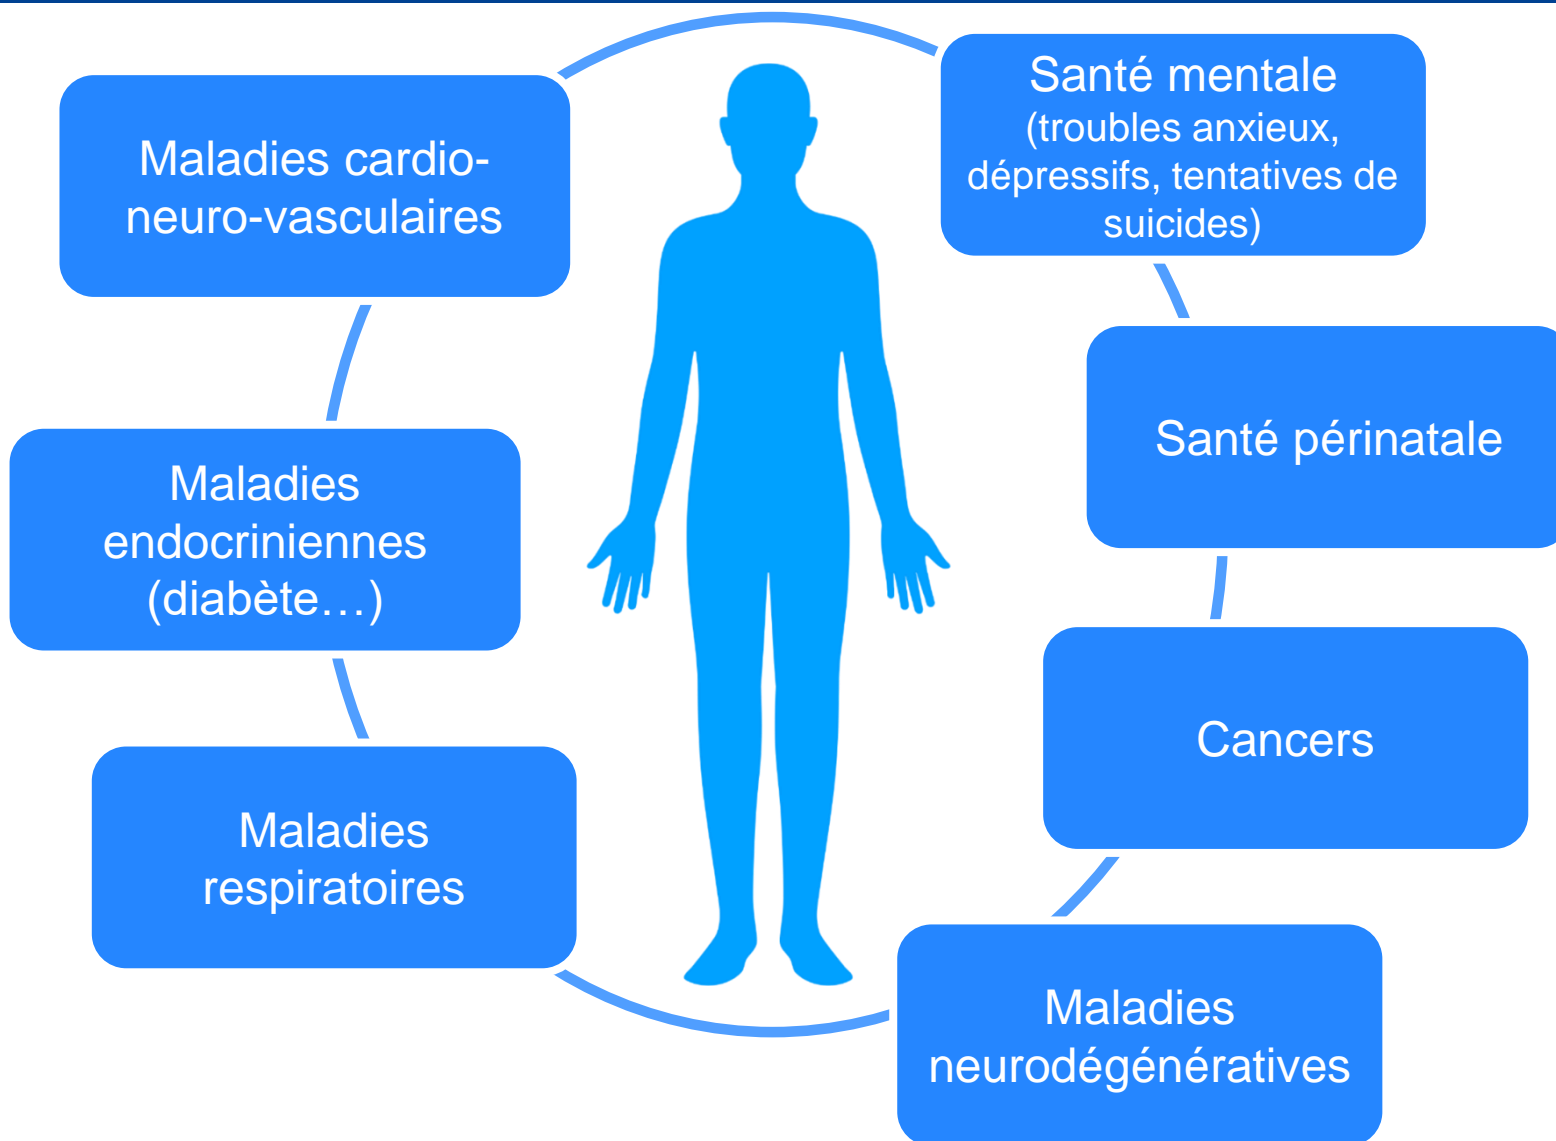 Maladies cardio-
neuro-vasculaires
Santé mentale
(troubles anxieux,
dépressifs, tentatives de
suicides)
Santé périnatale
Maladies
endocriniennes
(diabète…)
Cancers
Maladies
respiratoires
Maladies
neurodégénératives